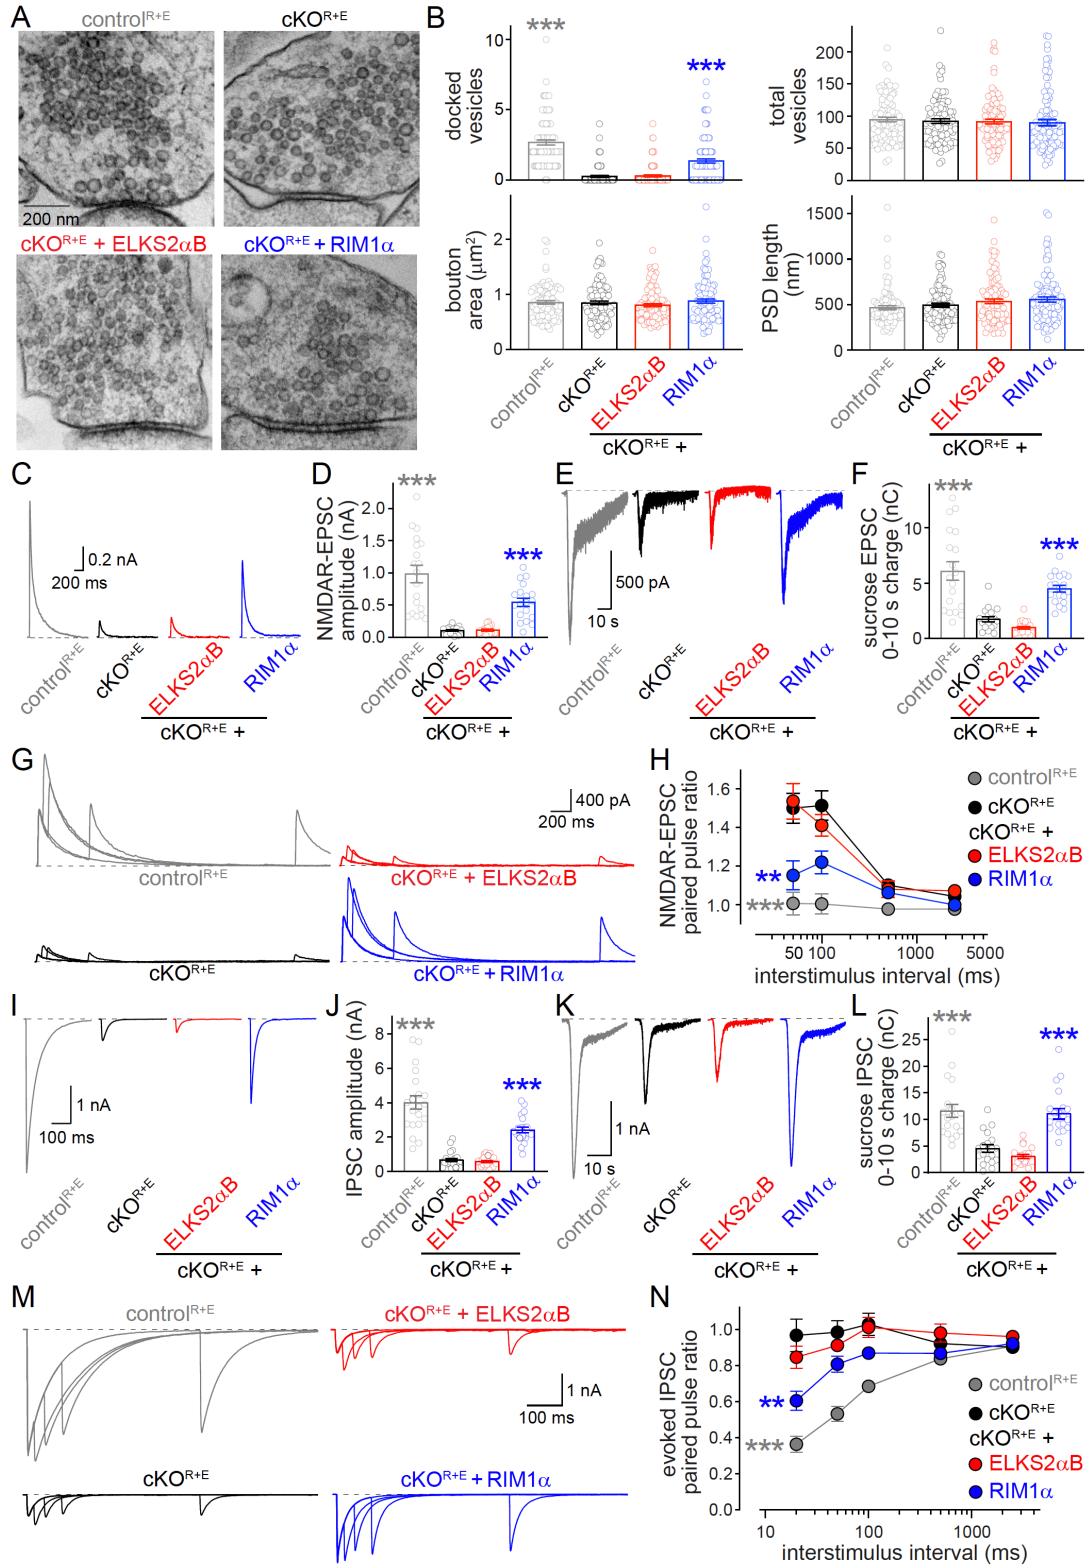 A
control^R+E
cKO^R+E
200 nm
cKO^R+E + ELKS2αB
cKO^R+E + RIM1α
B
***
***
docked
vesicles
10
5
0
total
vesicles
200
150
100
50
0
bouton
area (μm²)
2
1
0
PSD length
(nm)
1500
1000
500
0
control^R+E
cKO^R+E
ELKS2αB
RIM1α
cKO^R+E +
control^R+E
cKO^R+E
ELKS2αB
RIM1α
cKO^R+E +
C
0.2 nA
200 ms
control^R+E
cKO^R+E
ELKS2αB
RIM1α
cKO^R+E +
D
***
***
NMDAR-EPSC
amplitude (nA)
2.0
1.5
1.0
0.5
0.0
control^R+E
cKO^R+E
ELKS2αB
RIM1α
cKO^R+E +
E
500 pA
10 s
control^R+E
cKO^R+E
ELKS2αB
RIM1α
cKO^R+E +
F
***
***
sucrose EPSC
0-10 s charge (nC)
10
5
0
control^R+E
cKO^R+E
ELKS2αB
RIM1α
cKO^R+E +
G
400 pA
200 ms
control^R+E
cKO^R+E + ELKS2αB
cKO^R+E
cKO^R+E + RIM1α
H
NMDAR-EPSC
paired pulse ratio
1.6
1.4
1.2
1.0
**
***
50 100 1000 5000
interstimulus interval (ms)
control^R+E
cKO^R+E
cKO^R+E +
ELKS2αB
RIM1α
I
1 nA
100 ms
control^R+E
cKO^R+E
ELKS2αB
RIM1α
cKO^R+E +
J
***
***
IPSC amplitude (nA)
8
6
4
2
0
control^R+E
cKO^R+E
ELKS2αB
RIM1α
cKO^R+E +
K
1 nA
10 s
control^R+E
cKO^R+E
ELKS2αB
RIM1α
cKO^R+E +
L
***
***
sucrose IPSC
0-10 s charge (nC)
25
20
15
10
5
0
control^R+E
cKO^R+E
ELKS2αB
RIM1α
cKO^R+E +
M
control^R+E
cKO^R+E + ELKS2αB
1 nA
100 ms
cKO^R+E
cKO^R+E + RIM1α
N
evoked IPSC
paired pulse ratio
1.0
0.8
0.6
0.4
0.2
0.0
**
***
10 100 1000
interstimulus interval (ms)
control^R+E
cKO^R+E
cKO^R+E +
ELKS2αB
RIM1α